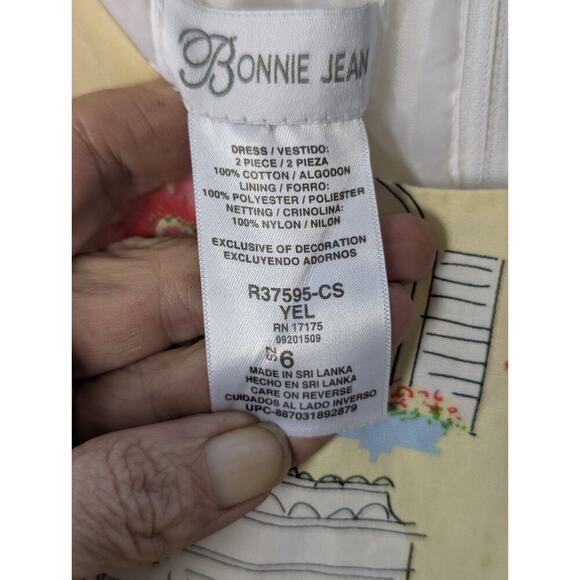 BONNIE JEAN
DRESS / VESTIDO:
2 PIECE / 2 PIEZA
100% COTTON / ALGODON
LINING / FORRO:
100% POLYESTER / POLIESTER
NETTING / CRINOLINA:
100% NYLON / NILON
EXCLUSIVE OF DECORATION
EXCLUYENDO ADORNOS
R37595-CS
YEL
RN 17175
09201509
SZ 6
MADE IN SRI LANKA
HECHO EN SRI LANKA
CARE ON REVERSE
CUIDADOS AL LADO INVERSO
UPC-887031892879